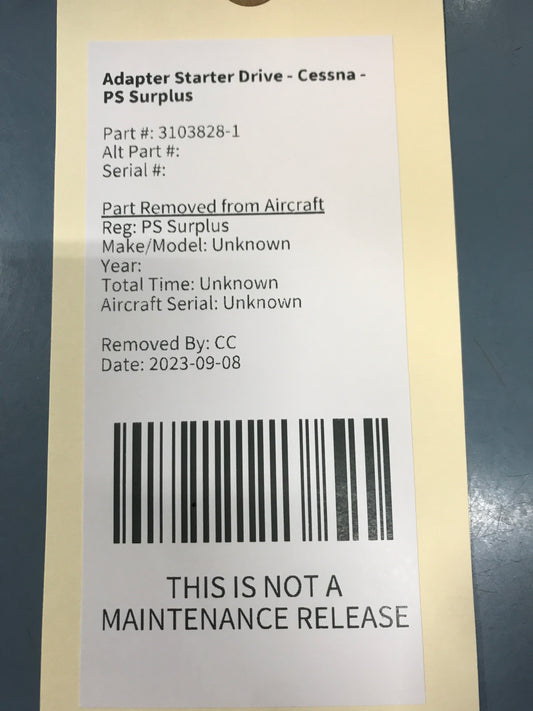 Adapter Starter Drive - Cessna -
PS Surplus
Part #: 3103828-1
Alt Part #:
Serial #:
Part Removed from Aircraft
Reg: PS Surplus
Make/Model: Unknown
Year:
Total Time: Unknown
Aircraft Serial: Unknown
Removed By: CC
Date: 2023-09-08
THIS IS NOT A
MAINTENANCE RELEASE